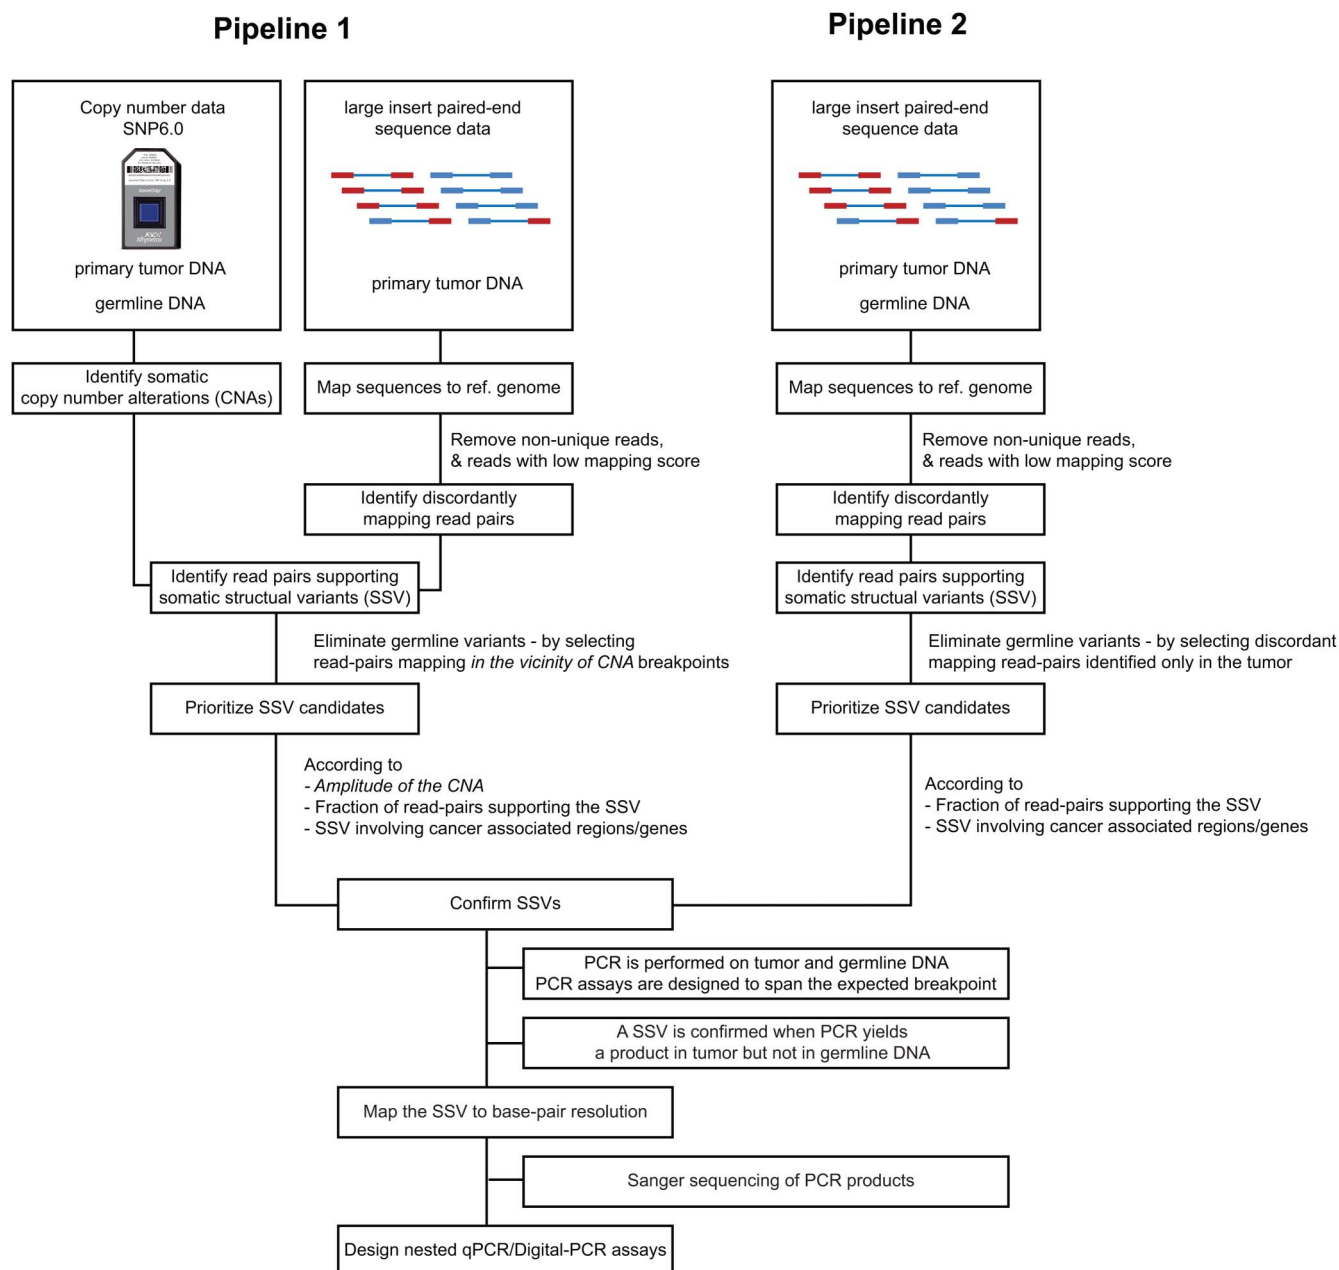 Pipeline 1
Pipeline 2
Copy number data
SNP6.0
GeneChip
Affymetrix
primary tumor DNA
germline DNA
large insert paired-end
sequence data
primary tumor DNA
large insert paired-end
sequence data
primary tumor DNA
germline DNA
Identify somatic
copy number alterations (CNAs)
Map sequences to ref. genome
Map sequences to ref. genome
Remove non-unique reads,
& reads with low mapping score
Remove non-unique reads,
& reads with low mapping score
Identify discordantly
mapping read pairs
Identify discordantly
mapping read pairs
Identify read pairs supporting
somatic structual variants (SSV)
Identify read pairs supporting
somatic structual variants (SSV)
Eliminate germline variants - by selecting
read-pairs mapping in the vicinity of CNA breakpoints
Eliminate germline variants - by selecting discordant
mapping read-pairs identified only in the tumor
Prioritize SSV candidates
Prioritize SSV candidates
According to
- Amplitude of the CNA
- Fraction of read-pairs supporting the SSV
- SSV involving cancer associated regions/genes
According to
- Fraction of read-pairs supporting the SSV
- SSV involving cancer associated regions/genes
Confirm SSVs
PCR is performed on tumor and germline DNA
PCR assays are designed to span the expected breakpoint
A SSV is confirmed when PCR yields
a product in tumor but not in germline DNA
Map the SSV to base-pair resolution
Sanger sequencing of PCR products
Design nested qPCR/Digital-PCR assays